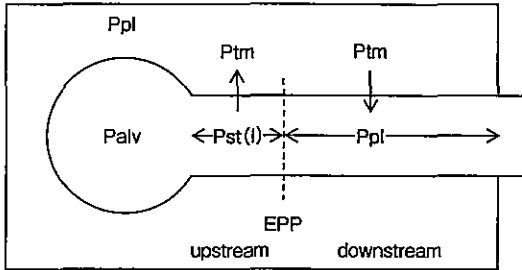 Ppl
Ptm Ptm
Palv Pst(l) Ppl
EPP
upstream downstream